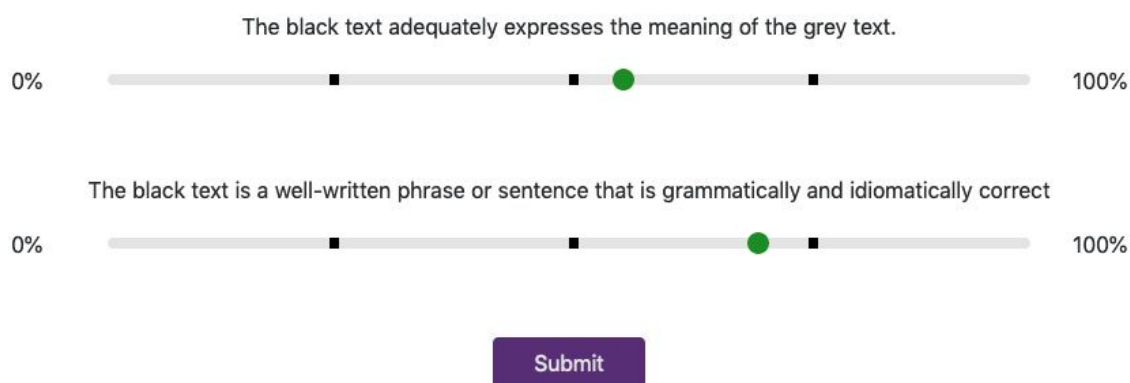 The black text adequately expresses the meaning of the grey text.
0% 100%
The black text is a well-written phrase or sentence that is grammatically and idiomatically correct
0% 100%
Submit